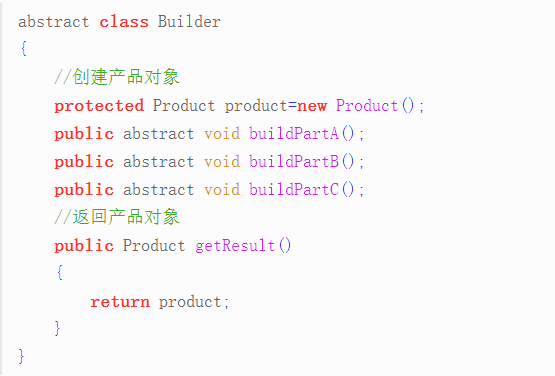 abstract class Builder
{
    //创建产品对象
    protected Product product=new Product();
    public abstract void buildPartA();
    public abstract void buildPartB();
    public abstract void buildPartC();
    //返回产品对象
    public Product getResult()
    {
        return product;
    }
}